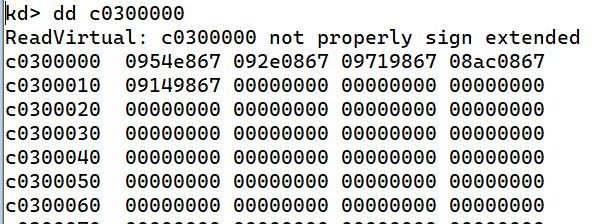 kd> dd c0300000
ReadVirtual: c0300000 not properly sign extended
c0300000  0954e867 092e0867 09719867 08ac0867
c0300010  09149867 00000000 00000000 00000000
c0300020  00000000 00000000 00000000 00000000
c0300030  00000000 00000000 00000000 00000000
c0300040  00000000 00000000 00000000 00000000
c0300050  00000000 00000000 00000000 00000000
c0300060  00000000 00000000 00000000 00000000